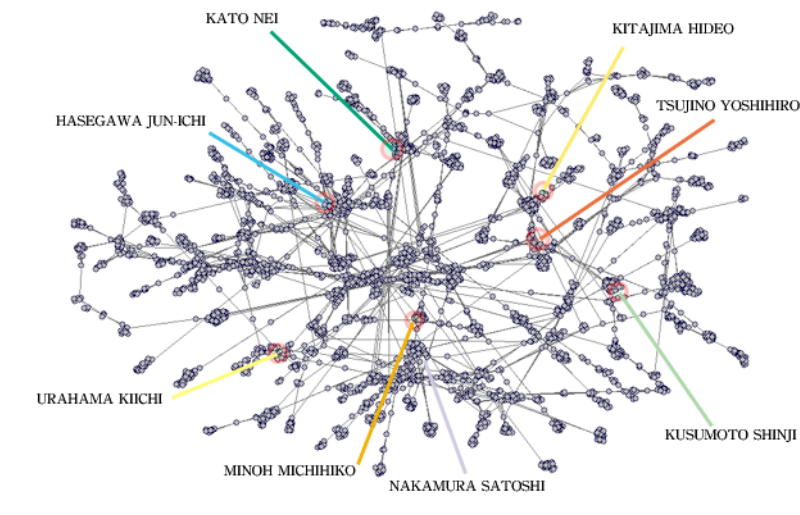 KATO NEI
KITAJIMA HIDEO
TSUJINO YOSHIHIRO
HASEGAWA JUN-ICHI
URAHAMA KIICHI
KUSUMOTO SHINJI
MINOH MICHIHIKO
NAKAMURA SATOSHI